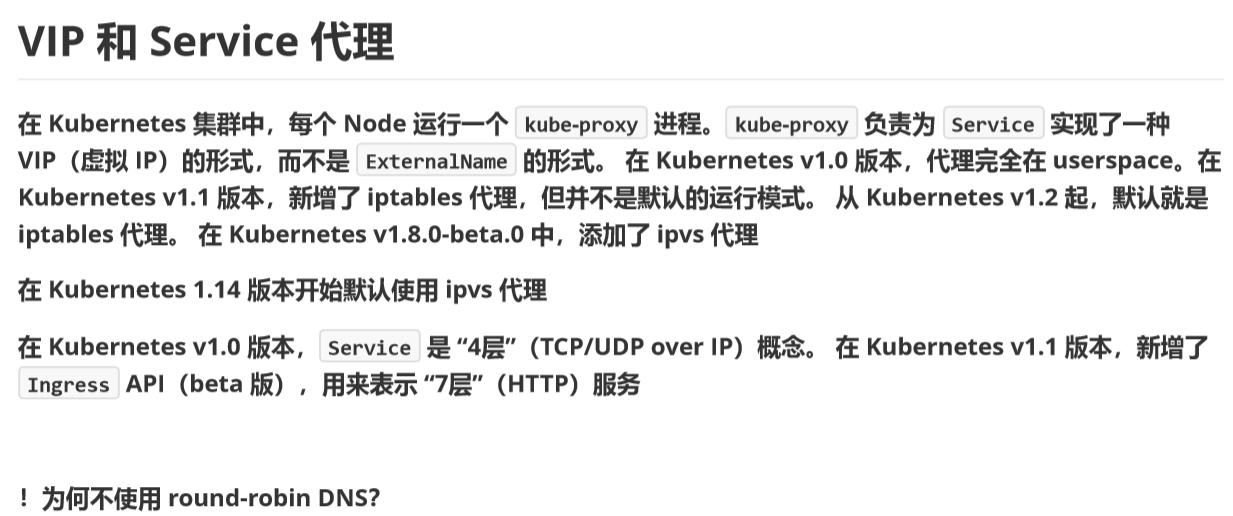 VIP 和 Service 代理
在 Kubernetes 集群中，每个 Node 运行一个 kube-proxy 进程。kube-proxy 负责为 Service 实现了一种
VIP（虚拟 IP）的形式，而不是 ExternalName 的形式。 在 Kubernetes v1.0 版本，代理完全在 userspace。在
Kubernetes v1.1 版本，新增了 iptables 代理，但并不是默认的运行模式。 从 Kubernetes v1.2 起，默认就是
iptables 代理。 在 Kubernetes v1.8.0-beta.0 中，添加了 ipvs 代理
在 Kubernetes 1.14 版本开始默认使用 ipvs 代理
在 Kubernetes v1.0 版本，Service 是 “4层”（TCP/UDP over IP）概念。 在 Kubernetes v1.1 版本，新增了
Ingress API（beta 版），用来表示 “7层”（HTTP）服务
！为何不使用 round-robin DNS?